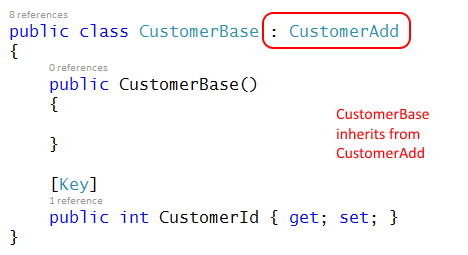 8 references
public class CustomerBase : CustomerAdd
{
0 references
public CustomerBase()
{
CustomerBase
inherits from
CustomerAdd
}
[Key]
1 reference
public int CustomerId { get; set; }
}